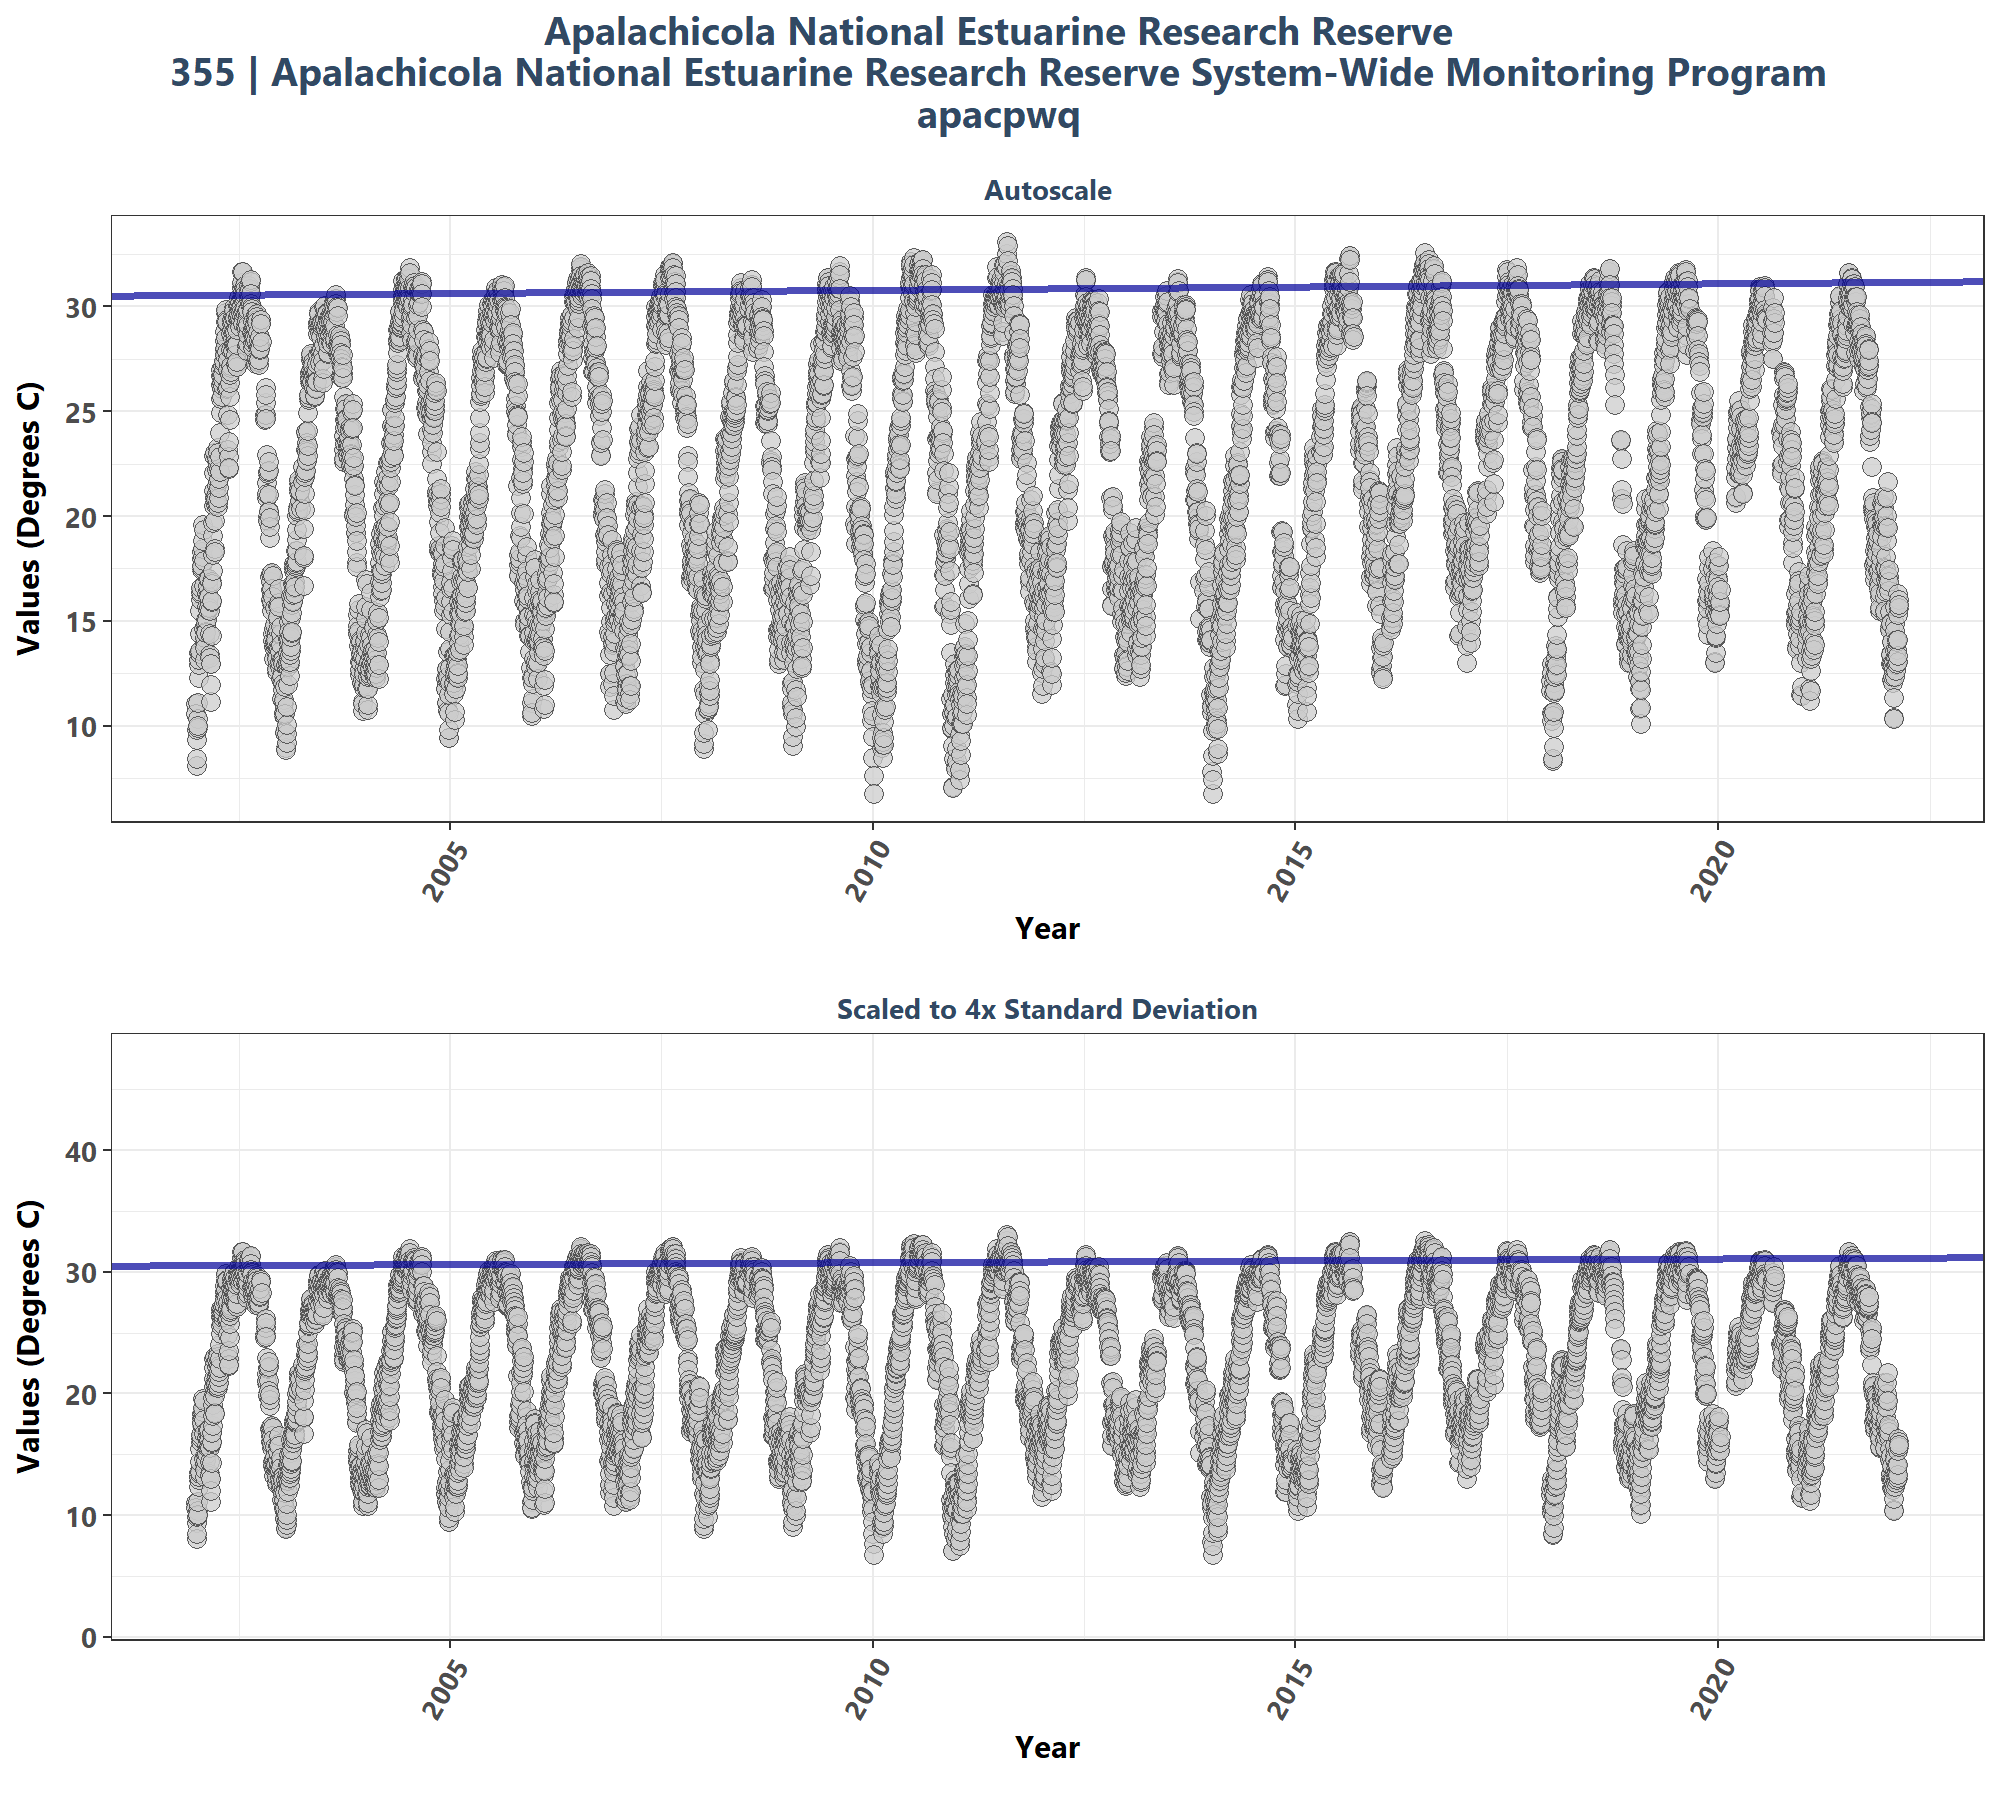 Apalachicola National Estuarine Research Reserve
355 | Apalachicola National Estuarine Research Reserve System-Wide Monitoring Program
apacpwq
Autoscale
Values (Degrees C)
30
25
20
15
10
2005
2010
2015
2020
Year
Scaled to 4x Standard Deviation
Values (Degrees C)
40
30
20
10
0
2005
2010
2015
2020
Year